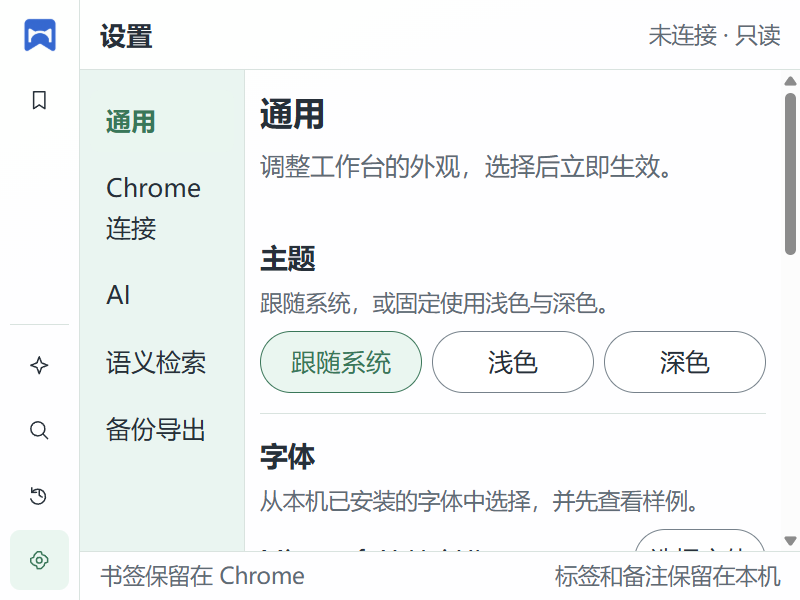 设置
未连接 · 只读
通用
Chrome
连接
AI
语义检索
备份导出
通用
调整工作台的外观，选择后立即生效。
主题
跟随系统，或固定使用浅色与深色。
跟随系统
浅色
深色
字体
从本机已安装的字体中选择，并先查看样例。
书签保留在 Chrome
标签和备注保留在本机